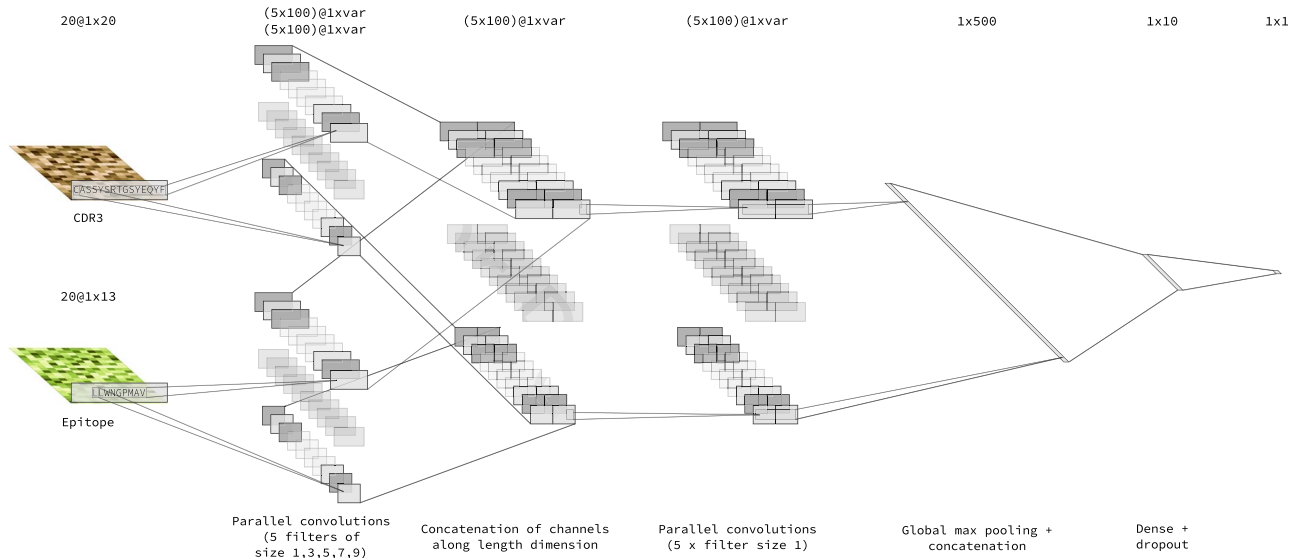 20@1x20
(5x100)@1xvar
(5x100)@1xvar
(5x100)@1xvar
(5x100)@1xvar
1x500
1x10
1x1
CASSYSRTGSYEQYF
CDR3
20@1x13
LLWNGPMAV
Epitope
Parallel convolutions
(5 filters of
size 1,3,5,7,9)
Concatenation of channels
along length dimension
Parallel convolutions
(5 x filter size 1)
Global max pooling +
concatenation
Dense +
dropout